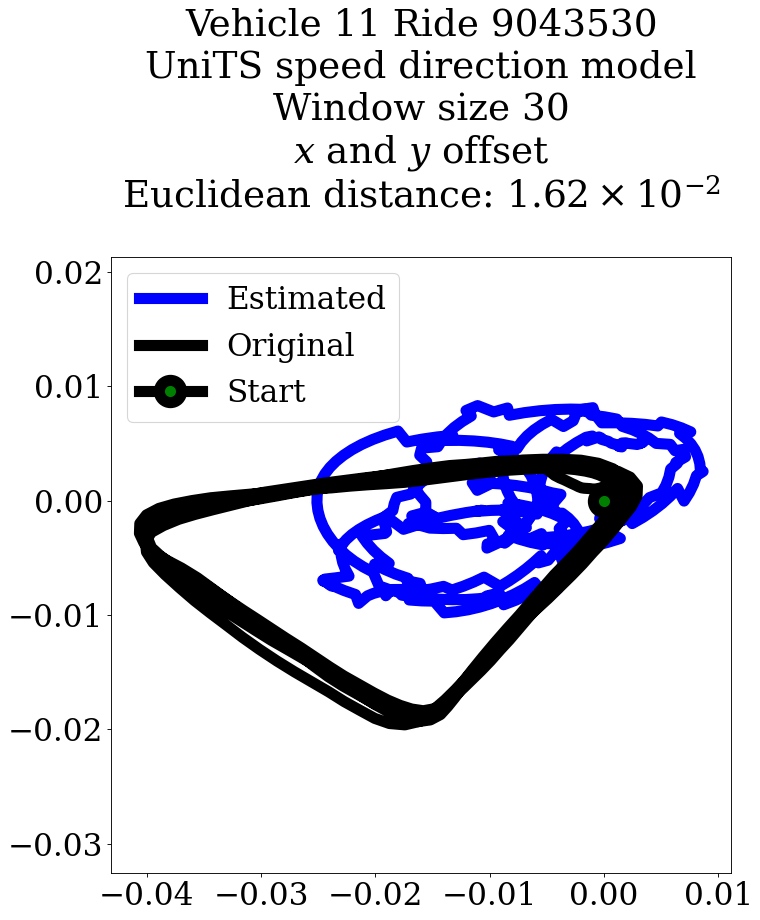 Vehicle 11 Ride 9043530
UniTS speed direction model
Window size 30
x and y offset
Euclidean distance: 1.62 × 10⁻²
Estimated
Original
Start
0.02
0.01
0.00
−0.01
−0.02
−0.03
−0.04 −0.03 −0.02 −0.01 0.00 0.01